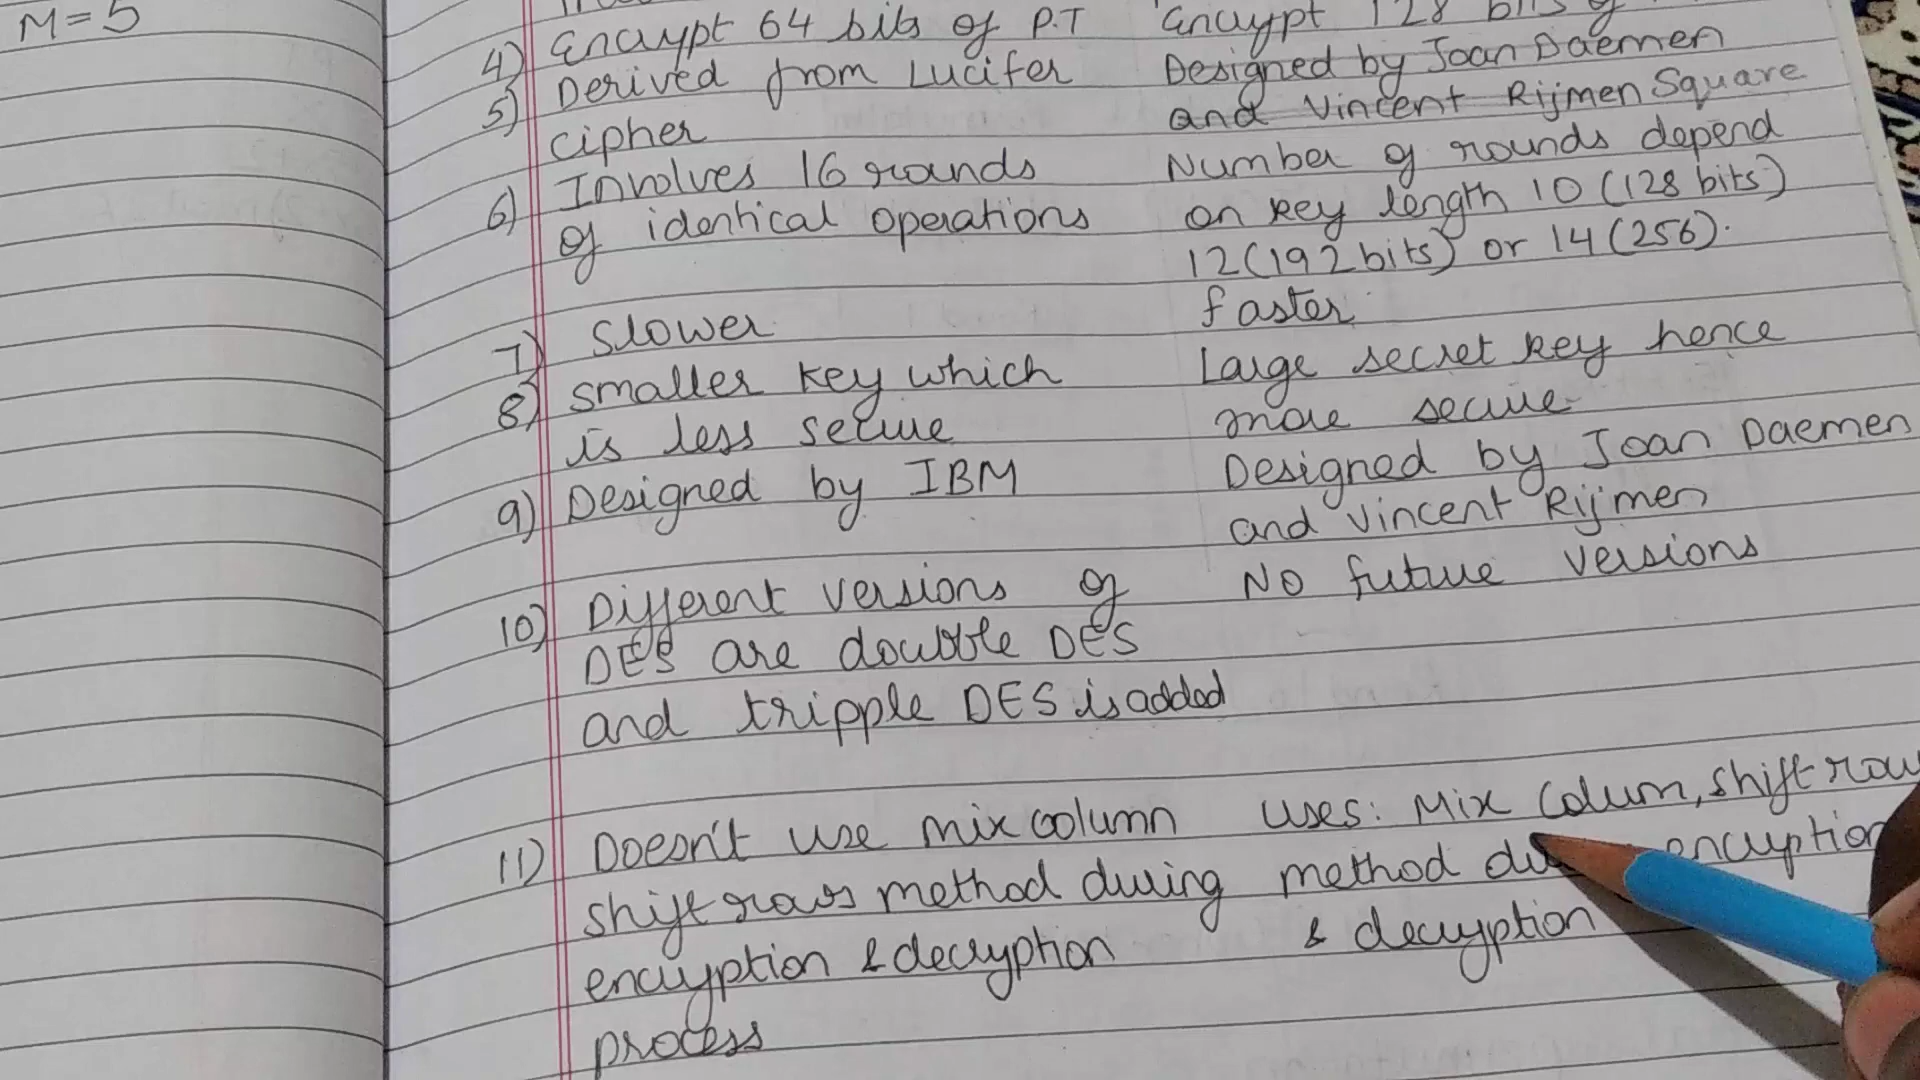 M = 5
4) Encrypt 64 bits of P.T Encrypt 128 bits of
5) Derived from Lucifer Designed by Joan Daemen
cipher and Vincent Rijmen Square
6) Involves 16 rounds Number of rounds depend
of identical operations on key length 10 (128 bits)
12 (192 bits) or 14 (256).
7) Slower faster
8) smaller key which Large secret key hence
is less secure more secure
9) Designed by IBM Designed by Joan Daemen
and Vincent Rijmen
10) Different versions of No future versions
DES are double DES
and tripple DES is added
11) Doesn't use mix column uses: Mix Column, shift row
shift rows method during method encryption
encryption & decryption & decryption
process